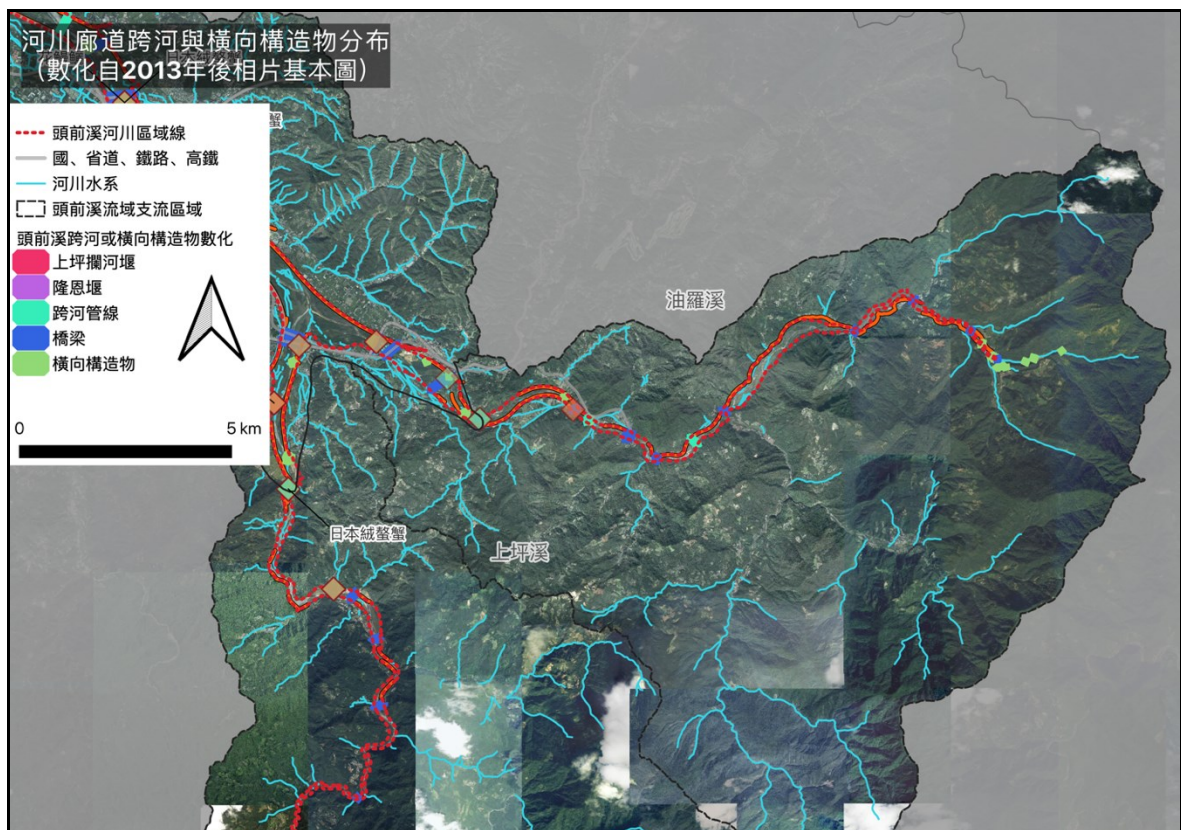 河川廊道跨河與橫向構造物分布
（數化自2013年後相片基本圖）
蟹
頭前溪河川區域線
國、省道、鐵路、高鐵
河川水系
頭前溪流域支流區域
頭前溪跨河或橫向構造物數化
上坪攔河堰
隆恩堰
跨河管線
橋梁
橫向構造物
0 5 km
油羅溪
日本絨螯蟹
上坪溪